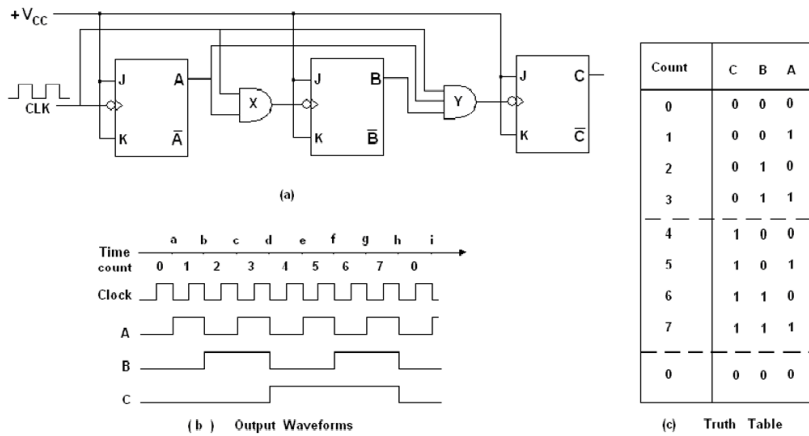 +V_CC
J A
K A̅
CLK
X
J B
K B̅
Y
J C
K C̅
(a)
Time a b c d e f g h i
count 0 1 2 3 4 5 6 7 0
Clock
A
B
C
( b ) Output Waveforms
Count C B A
0 0 0 0
1 0 0 1
2 0 1 0
3 0 1 1
4 1 0 0
5 1 0 1
6 1 1 0
7 1 1 1
0 0 0 0
(c) Truth Table